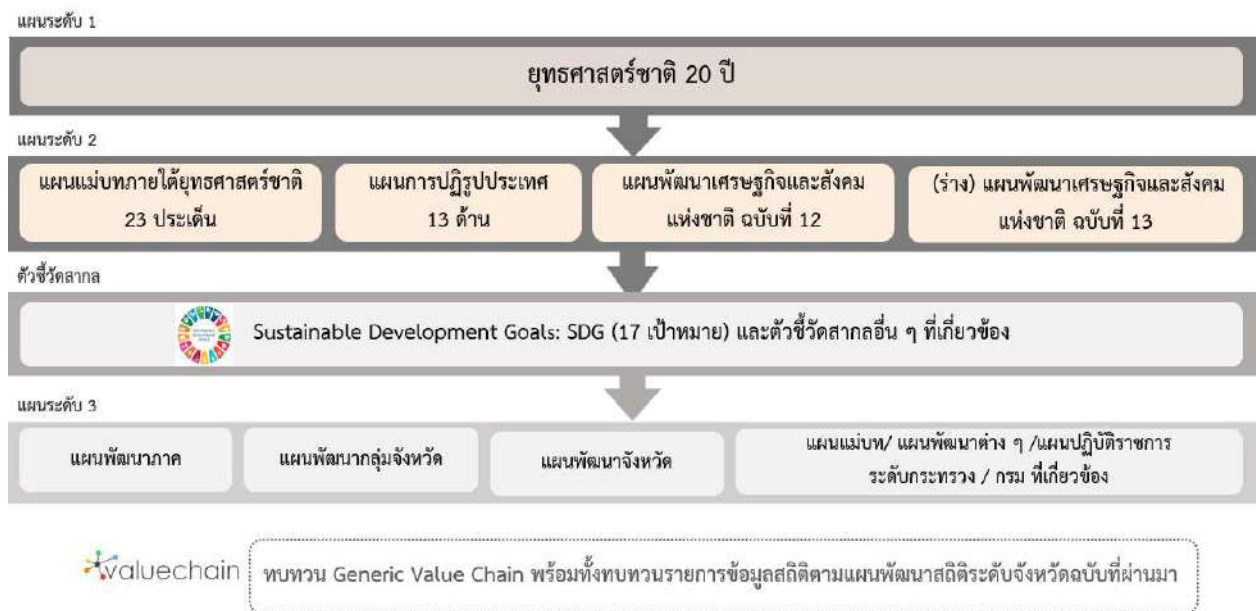 แผนระดับ 1
ยุทธศาสตร์ชาติ 20 ปี
แผนระดับ 2
แผนแม่บทภายใต้ยุทธศาสตร์ชาติ
23 ประเด็น
แผนการปฏิรูปประเทศ
13 ด้าน
แผนพัฒนาเศรษฐกิจและสังคม
แห่งชาติ ฉบับที่ 12
(ร่าง) แผนพัฒนาเศรษฐกิจและสังคม
แห่งชาติ ฉบับที่ 13
ตัวชี้วัดสากล
Sustainable Development Goals: SDG (17 เป้าหมาย) และตัวชี้วัดสากลอื่น ๆ ที่เกี่ยวข้อง
แผนระดับ 3
แผนพัฒนาภาค
แผนพัฒนากลุ่มจังหวัด
แผนพัฒนาจังหวัด
แผนแม่บท/ แผนพัฒนาต่าง ๆ /แผนปฏิบัติราชการ
ระดับกระทรวง / กรม ที่เกี่ยวข้อง
valuechain
ทบทวน Generic Value Chain พร้อมทั้งทบทวนรายการข้อมูลสถิติตามแผนพัฒนาสถิติระดับจังหวัดฉบับที่ผ่านมา